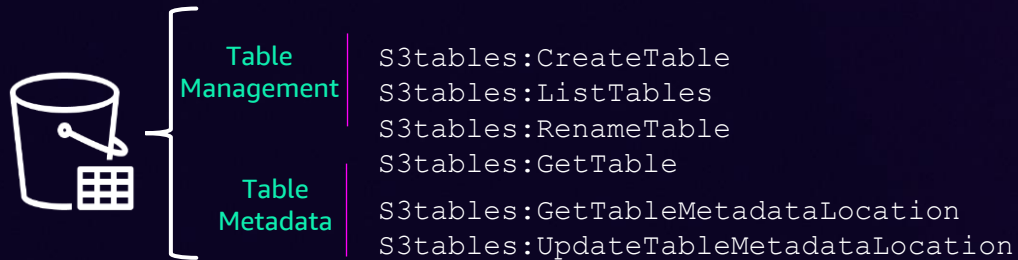 Table
Management
S3tables:CreateTable
S3tables:ListTables
S3tables:RenameTable
S3tables:GetTable
Table
Metadata
S3tables:GetTableMetadataLocation
S3tables:UpdateTableMetadataLocation